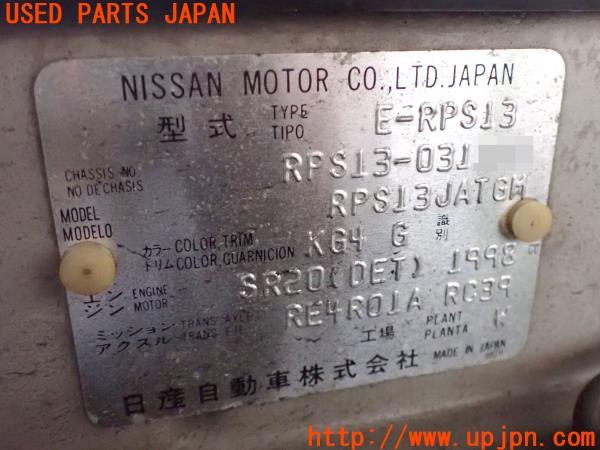 USED PARTS JAPAN
NISSAN MOTOR CO.,LTD.JAPAN
型式 TYPE TIPO E-RPS13
CHASSIS NO NO DE CHASIS RPS13-031
MODEL MODELO RPS13JATGM
カラー COLOR, TRIM トリム COLOR, GUARNICION KG4 G 識別
エンジン ENGINE MOTOR SR20(DET) 1998 cc
ミッション TRANS. アクスル TRANS. RE4R01A RC39
工場 PLANT PLANTA
日産自動車株式会社 MADE IN JAPAN
http://www.upjpn.com/